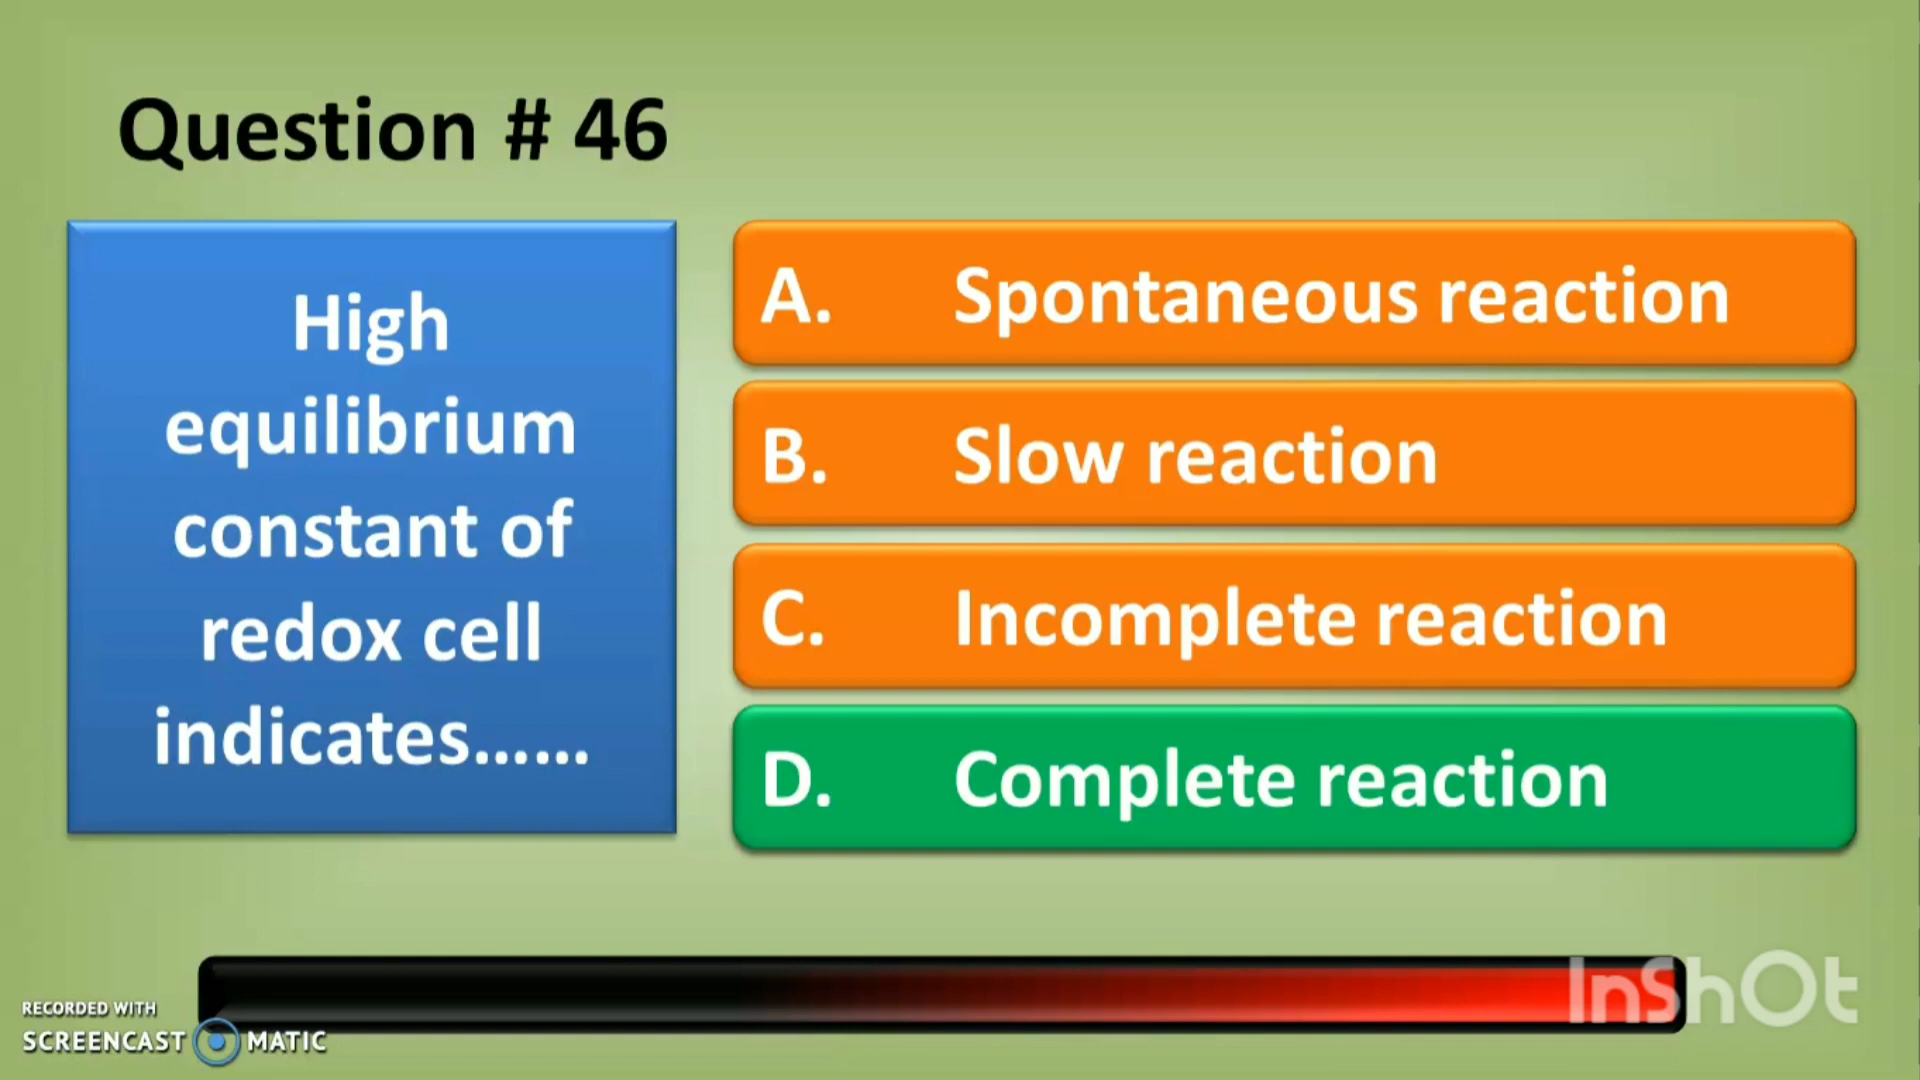 Question # 46
High
equilibrium
constant of
redox cell
indicates......
A. Spontaneous reaction
B. Slow reaction
C. Incomplete reaction
D. Complete reaction
RECORDED WITH
SCREENCAST MATIC
InShOt